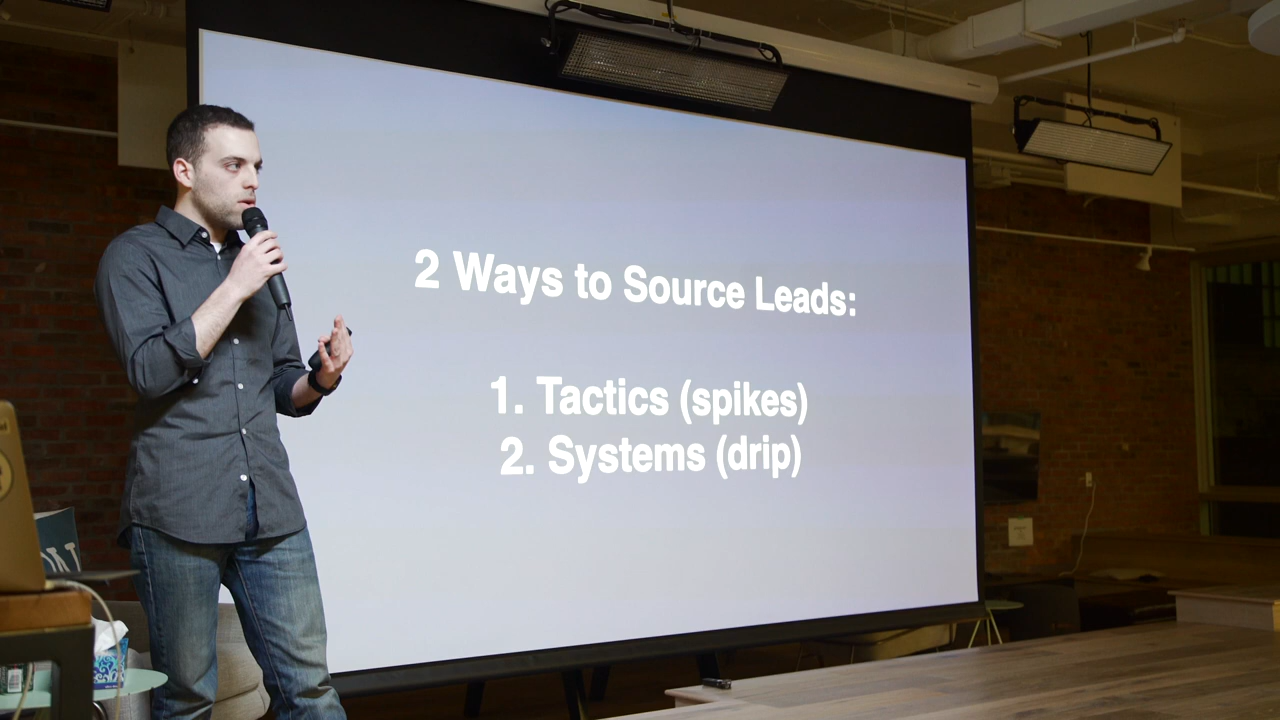 2 Ways to Source Leads:
1. Tactics (spikes)
2. Systems (drip)